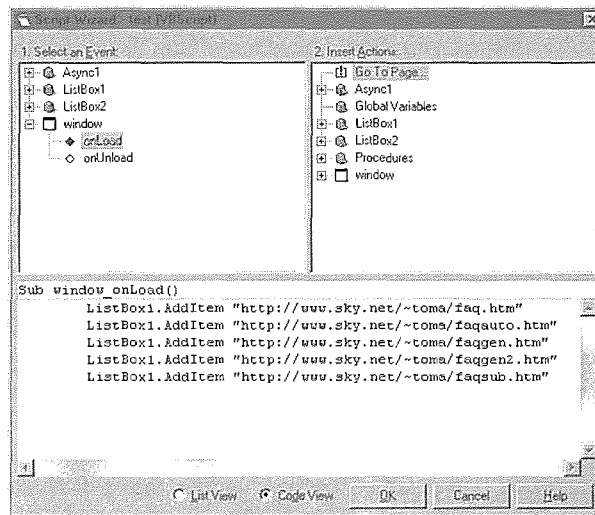 Script Wizard - test (VBScript)
1. Select an Event:
Async1
ListBox1
ListBox2
window
onLoad
onUnload
2. Insert Actions:
Go To Page...
Async1
Global Variables
ListBox1
ListBox2
Procedures
window
Sub window_onLoad()
ListBox1.AddItem "http://www.sky.net/~toma/faq.htm"
ListBox1.AddItem "http://www.sky.net/~toma/faqauto.htm"
ListBox1.AddItem "http://www.sky.net/~toma/faqgen.htm"
ListBox1.AddItem "http://www.sky.net/~toma/faqgen2.htm"
ListBox1.AddItem "http://www.sky.net/~toma/faqsub.htm"
List View
Code View
OK
Cancel
Help